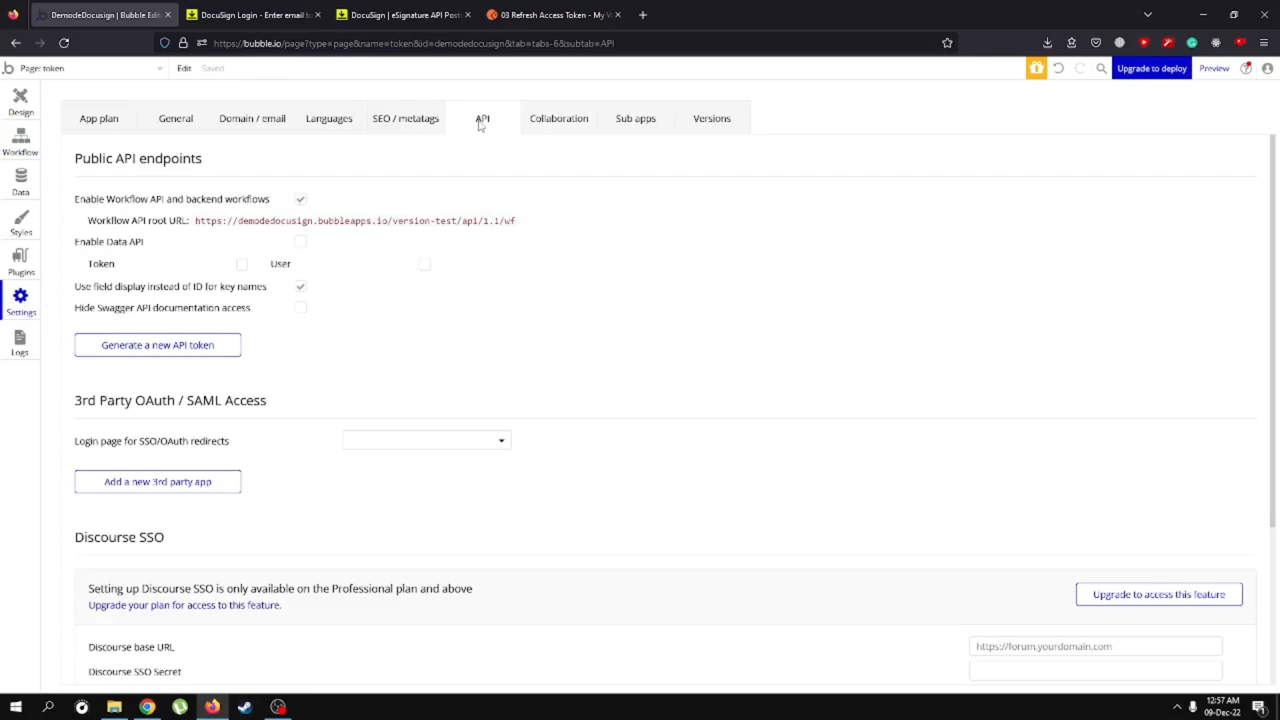 DemodeDocusign | Bubble Edit
DocuSign Login - Enter email to
DocuSign | eSignature API Post
03 Refresh Access Token - My
https://bubble.io/page?type=page&name=token&id=demodedocusign&tab=tabs-6&subtab=API
Page: token
Edit
Saved
Upgrade to deploy
Preview
Design
Workflow
Data
Styles
Plugins
Settings
Logs
App plan
General
Domain / email
Languages
SEO / metatags
API
Collaboration
Sub apps
Versions
Public API endpoints
Enable Workflow API and backend workflows
Workflow API root URL: https://demodedocusign.bubbleapps.io/version-test/api/1.1/wf
Enable Data API
Token User
Use field display instead of ID for key names
Hide Swagger API documentation access
Generate a new API token
3rd Party OAuth / SAML Access
Login page for SSO/OAuth redirects
Add a new 3rd party app
Discourse SSO
Setting up Discourse SSO is only available on the Professional plan and above
Upgrade your plan for access to this feature.
Upgrade to access this feature
Discourse base URL
https://forum.yourdomain.com
Discourse SSO Secret
12:57 AM
09-Dec-22